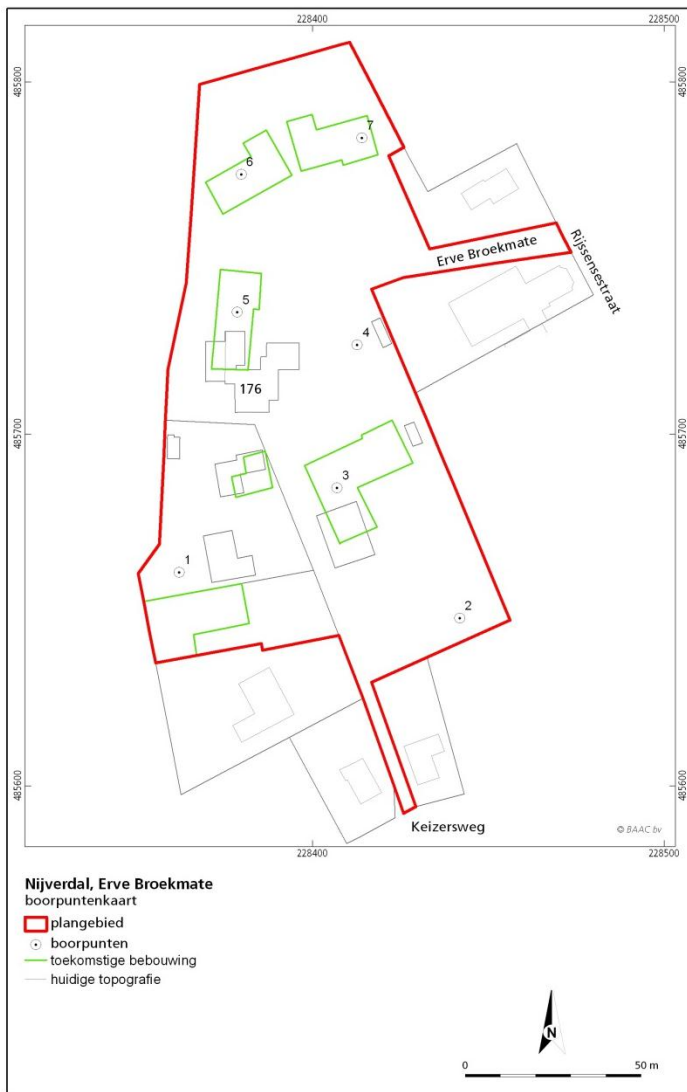 228400
228500
485800
485800
7
6
Erve Broekmate
Rijssensestraat
5
4
176
485700
485700
3
1
2
485600
485600
Keizersweg
© BAAC bv
228400
228500
Nijverdal, Erve Broekmate
boorpuntenkaart
plangebied
boorpunten
toekomstige bebouwing
huidige topografie
N
0
50 m